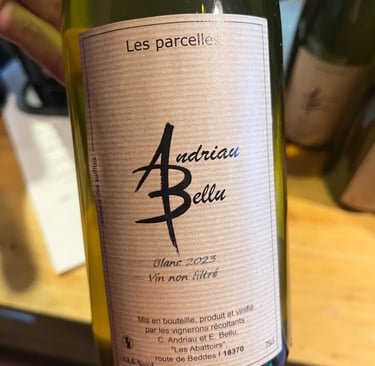 Les parcelles
Andriau
Bellu
Blanc 2023
Vin non filtré
Mis en bouteille, produit et vinifié
par les vignerons récoltants :
C. Andriau et E. Bellu,
"Les Abattoirs"
route de Beddes f 18370
75cl